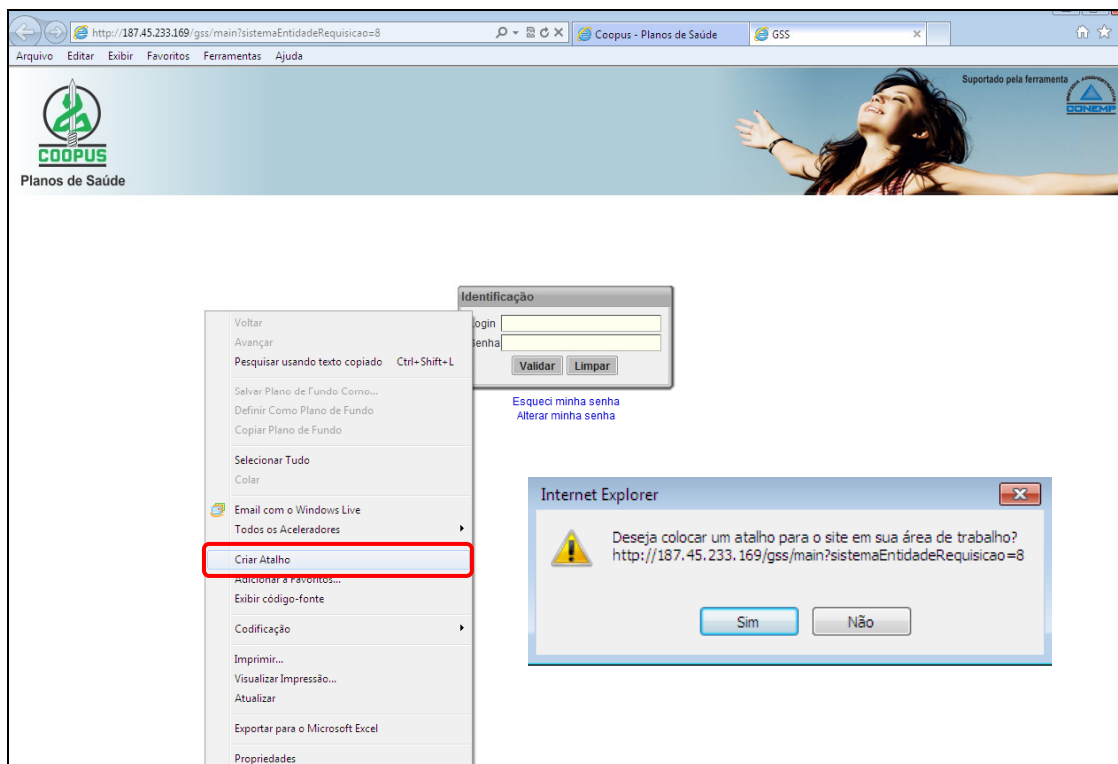 http://187.45.233.169/gss/main?sistemaEntidadeRequisicao=8
Coopus - Planos de Saúde
GSS
Arquivo Editar Exibir Favoritos Ferramentas Ajuda
COOPUS
Planos de Saúde
Suportado pela ferramenta
DONEMP
Identificação
Login
Senha
Validar Limpar
Esqueci minha senha
Alterar minha senha
Voltar
Avançar
Pesquisar usando texto copiado Ctrl+Shift+L
Salvar Plano de Fundo Como...
Definir Como Plano de Fundo
Copiar Plano de Fundo
Selecionar Tudo
Colar
Email com o Windows Live
Todos os Aceleradores
Criar Atalho
Adicionar a Favoritos...
Exibir código-fonte
Codificação
Imprimir...
Visualizar Impressão...
Atualizar
Exportar para o Microsoft Excel
Propriedades
Internet Explorer
Deseja colocar um atalho para o site em sua área de trabalho?
http://187.45.233.169/gss/main?sistemaEntidadeRequisicao=8
Sim Não